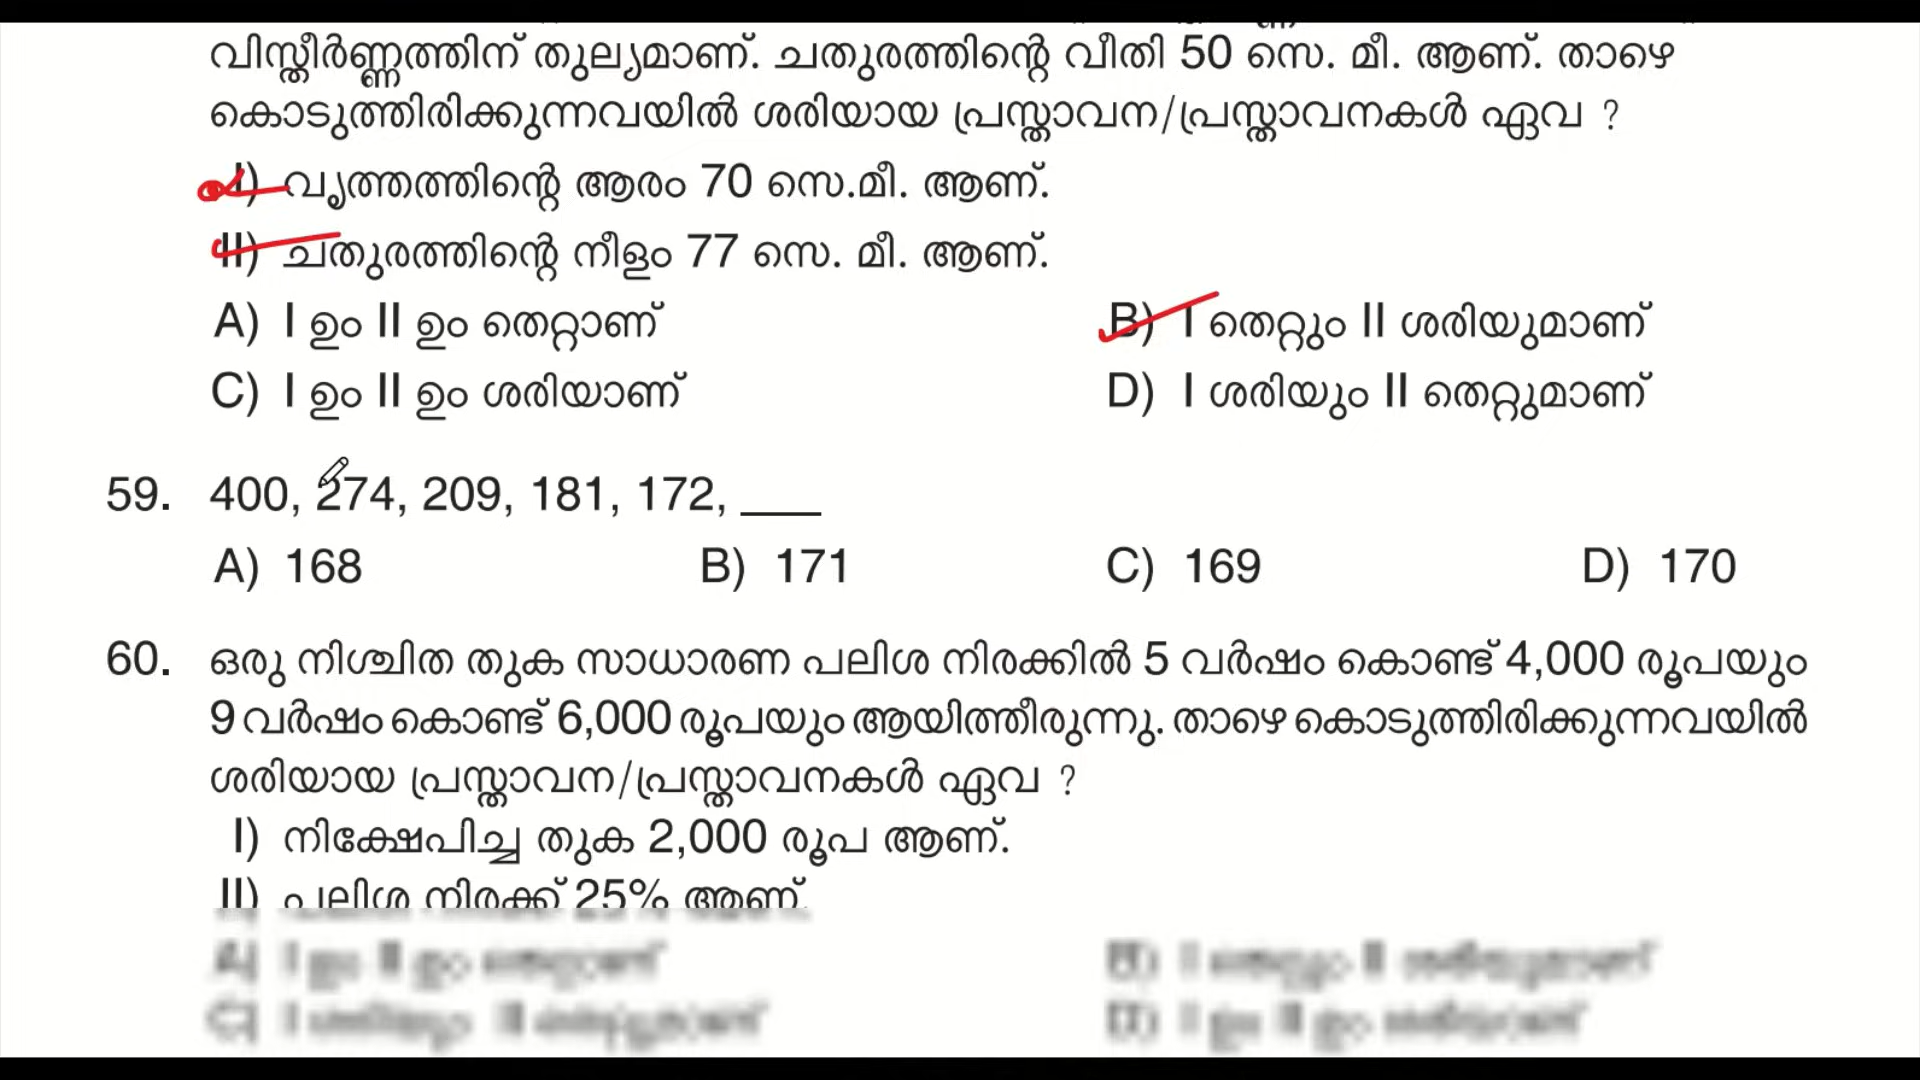 വിസ്തീർണ്ണത്തിന് തുല്യമാണ്. ചതുരത്തിന്റെ വീതി 50 സെ. മീ. ആണ്. താഴെ
കൊടുത്തിരിക്കുന്നവയിൽ ശരിയായ പ്രസ്താവന/പ്രസ്താവനകൾ ഏവ ?
I) വൃത്തത്തിന്റെ ആരം 70 സെ.മീ. ആണ്.
II) ചതുരത്തിന്റെ നീളം 77 സെ. മീ. ആണ്.
A) I ഉം II ഉം തെറ്റാണ് B) I തെറ്റും II ശരിയുമാണ്
C) I ഉം II ഉം ശരിയാണ് D) I ശരിയും II തെറ്റുമാണ്
59. 400, 274, 209, 181, 172, ____
A) 168 B) 171 C) 169 D) 170
60. ഒരു നിശ്ചിത തുക സാധാരണ പലിശ നിരക്കിൽ 5 വർഷം കൊണ്ട് 4,000 രൂപയും
9 വർഷം കൊണ്ട് 6,000 രൂപയും ആയിത്തീരുന്നു. താഴെ കൊടുത്തിരിക്കുന്നവയിൽ
ശരിയായ പ്രസ്താവന/പ്രസ്താവനകൾ ഏവ ?
I) നിക്ഷേപിച്ച തുക 2,000 രൂപ ആണ്.
II) പലിശ നിരക്ക് 25% ആണ്.